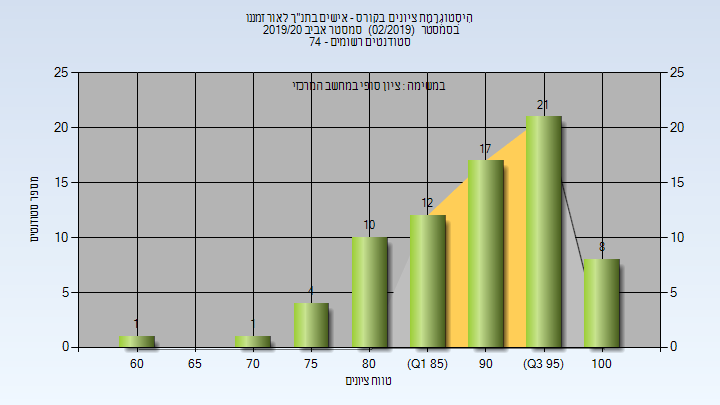 היסטוגרמת ציונים בקורס - אישים בתנ"ך לאור זמננו
בסמסטר (02/2019) סמסטר אביב 2019/20
סטודנטים רשומים - 74
במשימה : ציון סופי במחשב המרכזי
25 25
20 20
15 15
10 10
5 5
0 0
1 1 4 10 12 17 21 8
60 65 70 75 80 (Q1 85) 90 (Q3 95) 100
מספר סטודנטים
טווח ציונים